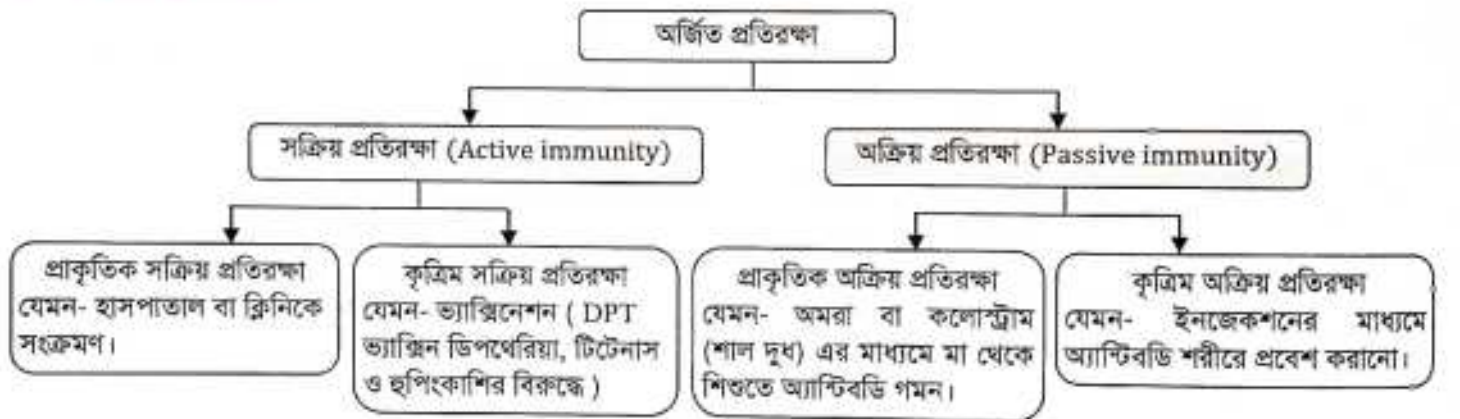 অর্জিত প্রতিরক্ষা
সক্রিয় প্রতিরক্ষা (Active immunity)
অক্রিয় প্রতিরক্ষা (Passive immunity)
প্রাকৃতিক সক্রিয় প্রতিরক্ষা
যেমন- হাসপাতাল বা ক্লিনিকে
সংক্রমণ।
কৃত্রিম সক্রিয় প্রতিরক্ষা
যেমন- ভ্যাক্সিনেশন ( DPT
ভ্যাক্সিন ডিপথেরিয়া, টিটেনাস
ও হুপিংকাশির বিরুদ্ধে )
প্রাকৃতিক অক্রিয় প্রতিরক্ষা
যেমন- অমরা বা কলোস্ট্রাম
(শাল দুধ) এর মাধ্যমে মা থেকে
শিশুতে অ্যান্টিবডি গমন।
কৃত্রিম অক্রিয় প্রতিরক্ষা
যেমন- ইনজেকশনের মাধ্যমে
অ্যান্টিবডি শরীরে প্রবেশ করানো।